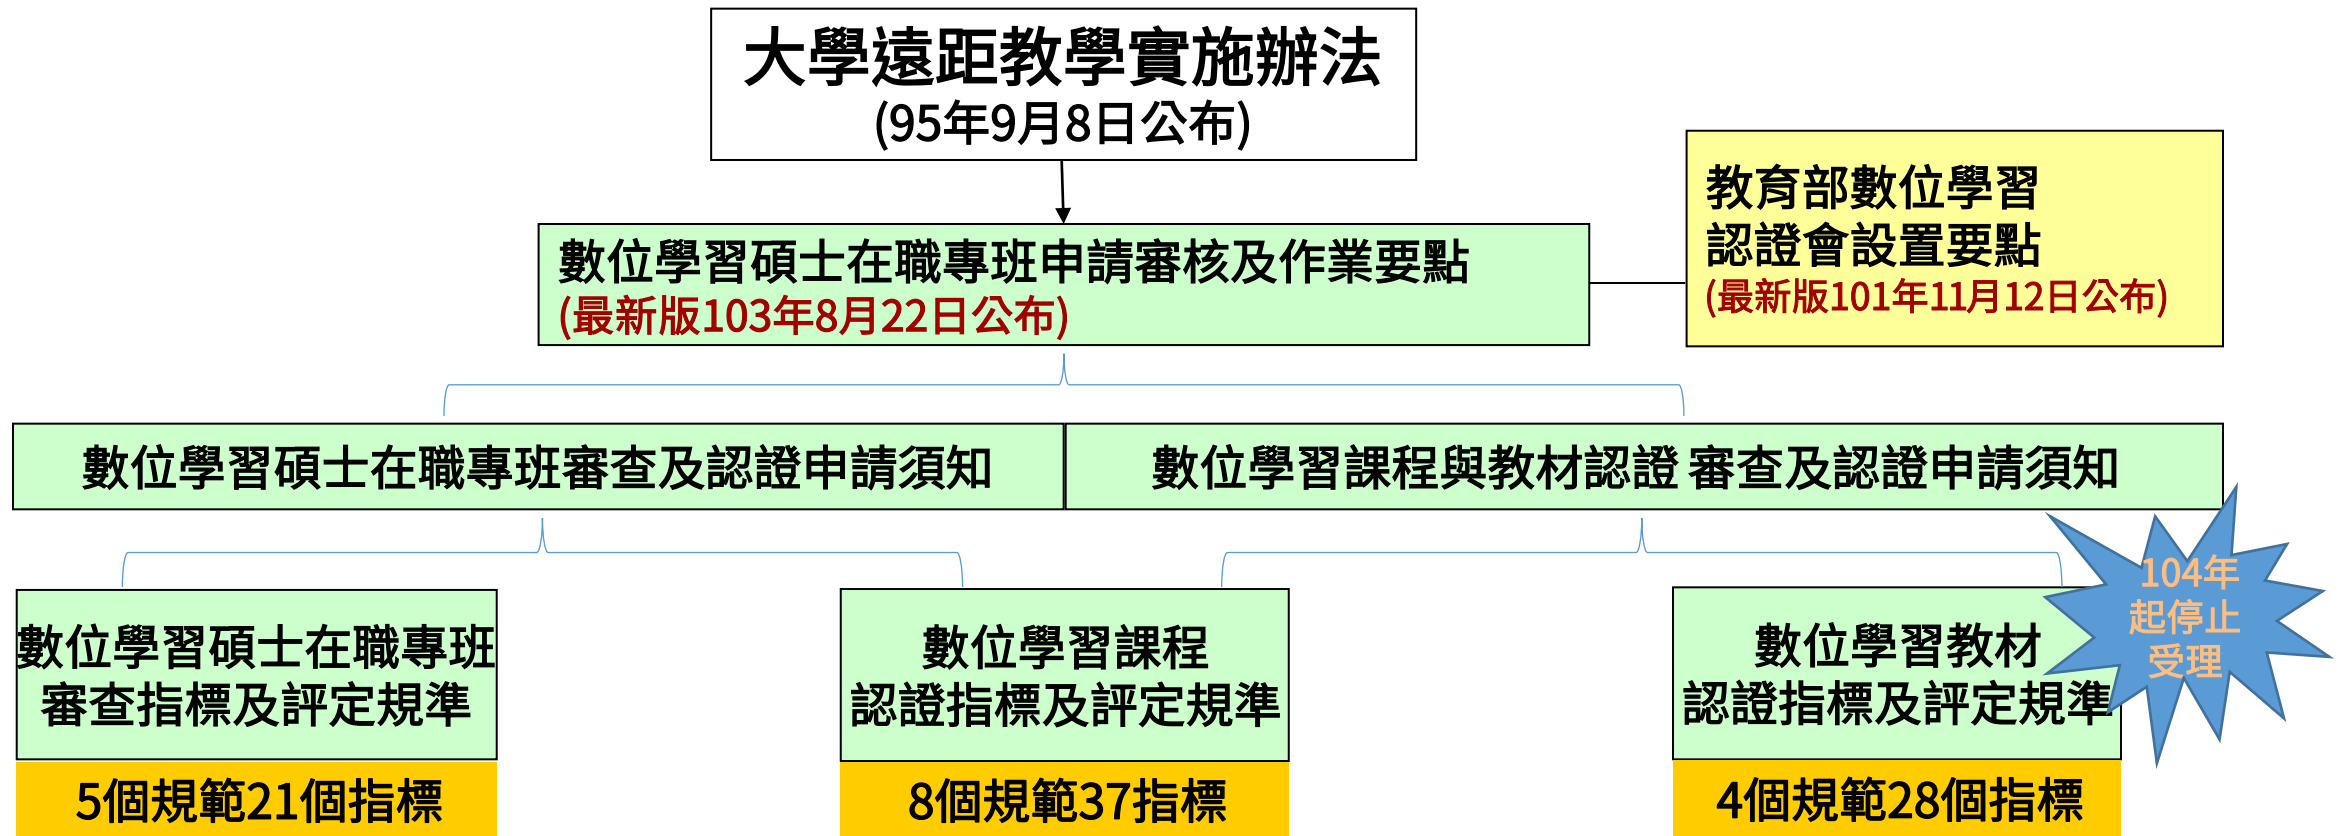 大學遠距教學實施辦法
(95年9月8日公布)
教育部數位學習
認證會設置要點
(最新版101年11月12日公布)
數位學習碩士在職專班申請審核及作業要點
(最新版103年8月22日公布)
數位學習碩士在職專班審查及認證申請須知
數位學習課程與教材認證 審查及認證申請須知
104年
起停止
受理
數位學習碩士在職專班
審查指標及評定規準
數位學習課程
認證指標及評定規準
數位學習教材
認證指標及評定規準
5個規範21個指標
8個規範37指標
4個規範28個指標